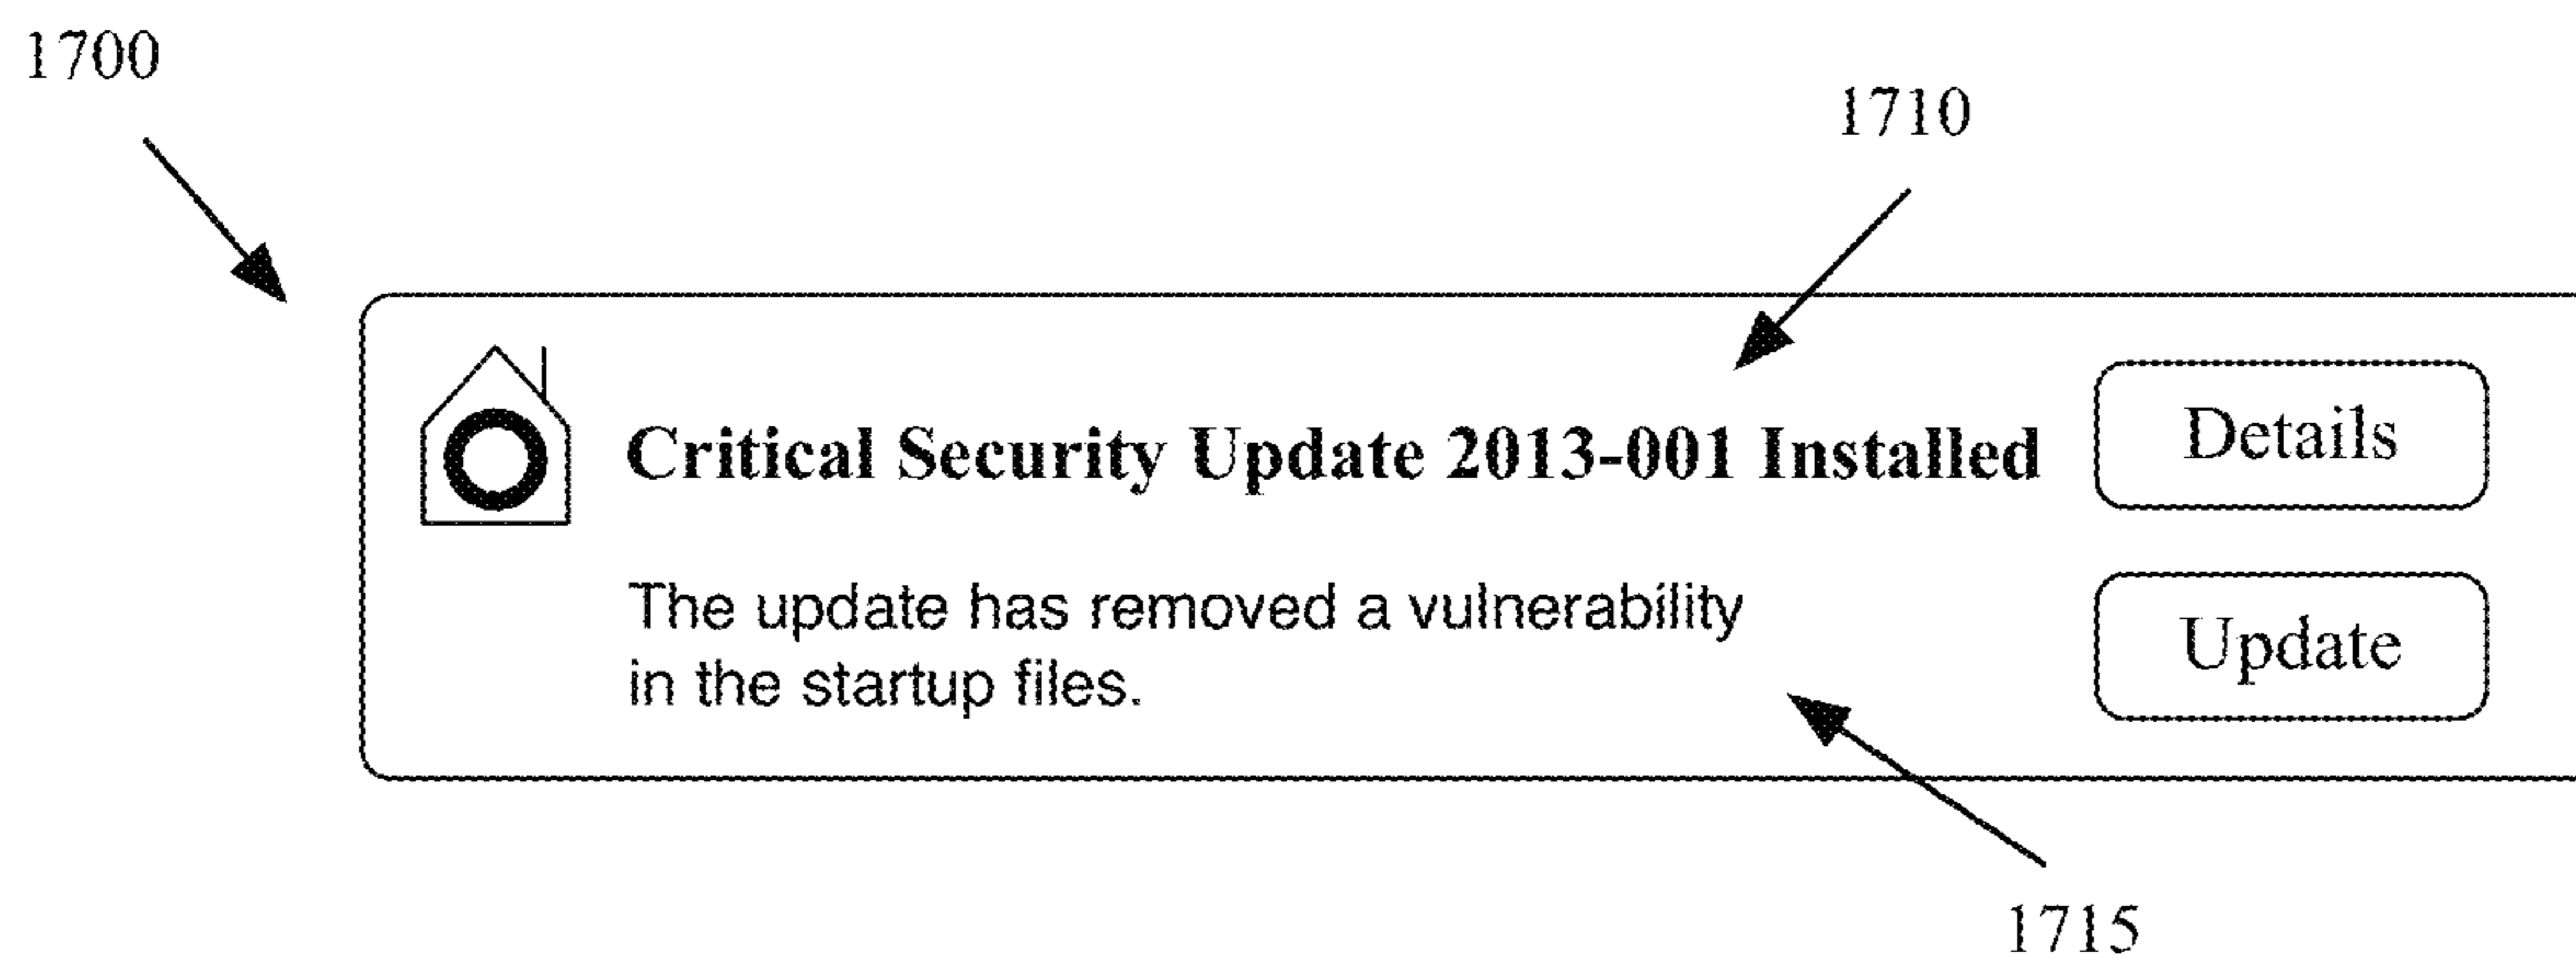 1700
1710
Critical Security Update 2013-001 Installed
Details
The update has removed a vulnerability
in the startup files.
Update
1715